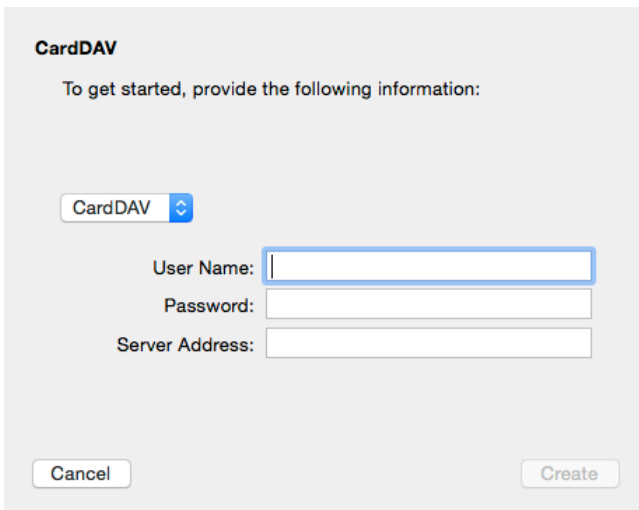 CardDAV
To get started, provide the following information:
CardDAV
User Name:
Password:
Server Address:
Cancel Create